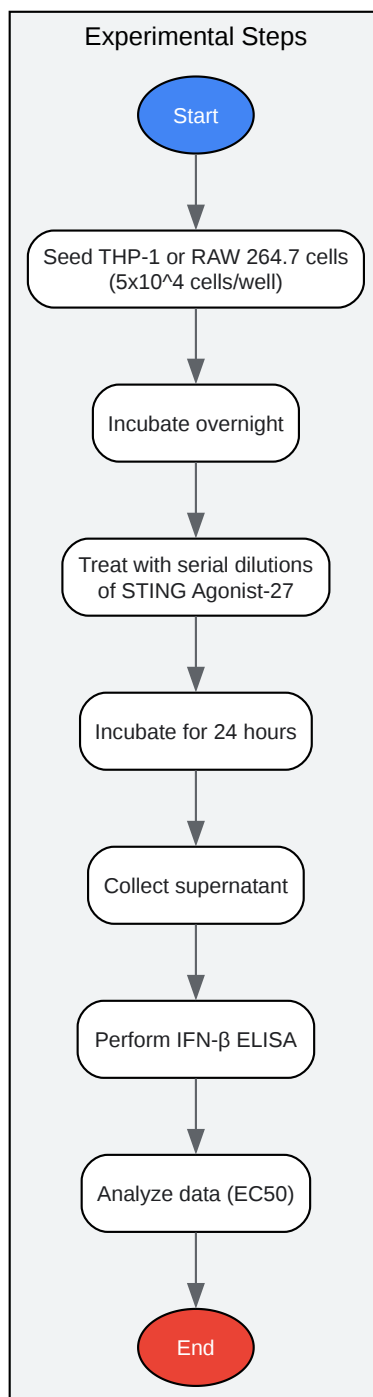 Experimental Steps
Start
Seed THP-1 or RAW 264.7 cells
(5x10^4 cells/well)
Incubate overnight
Treat with serial dilutions
of STING Agonist-27
Incubate for 24 hours
Collect supernatant
Perform IFN-β ELISA
Analyze data (EC50)
End